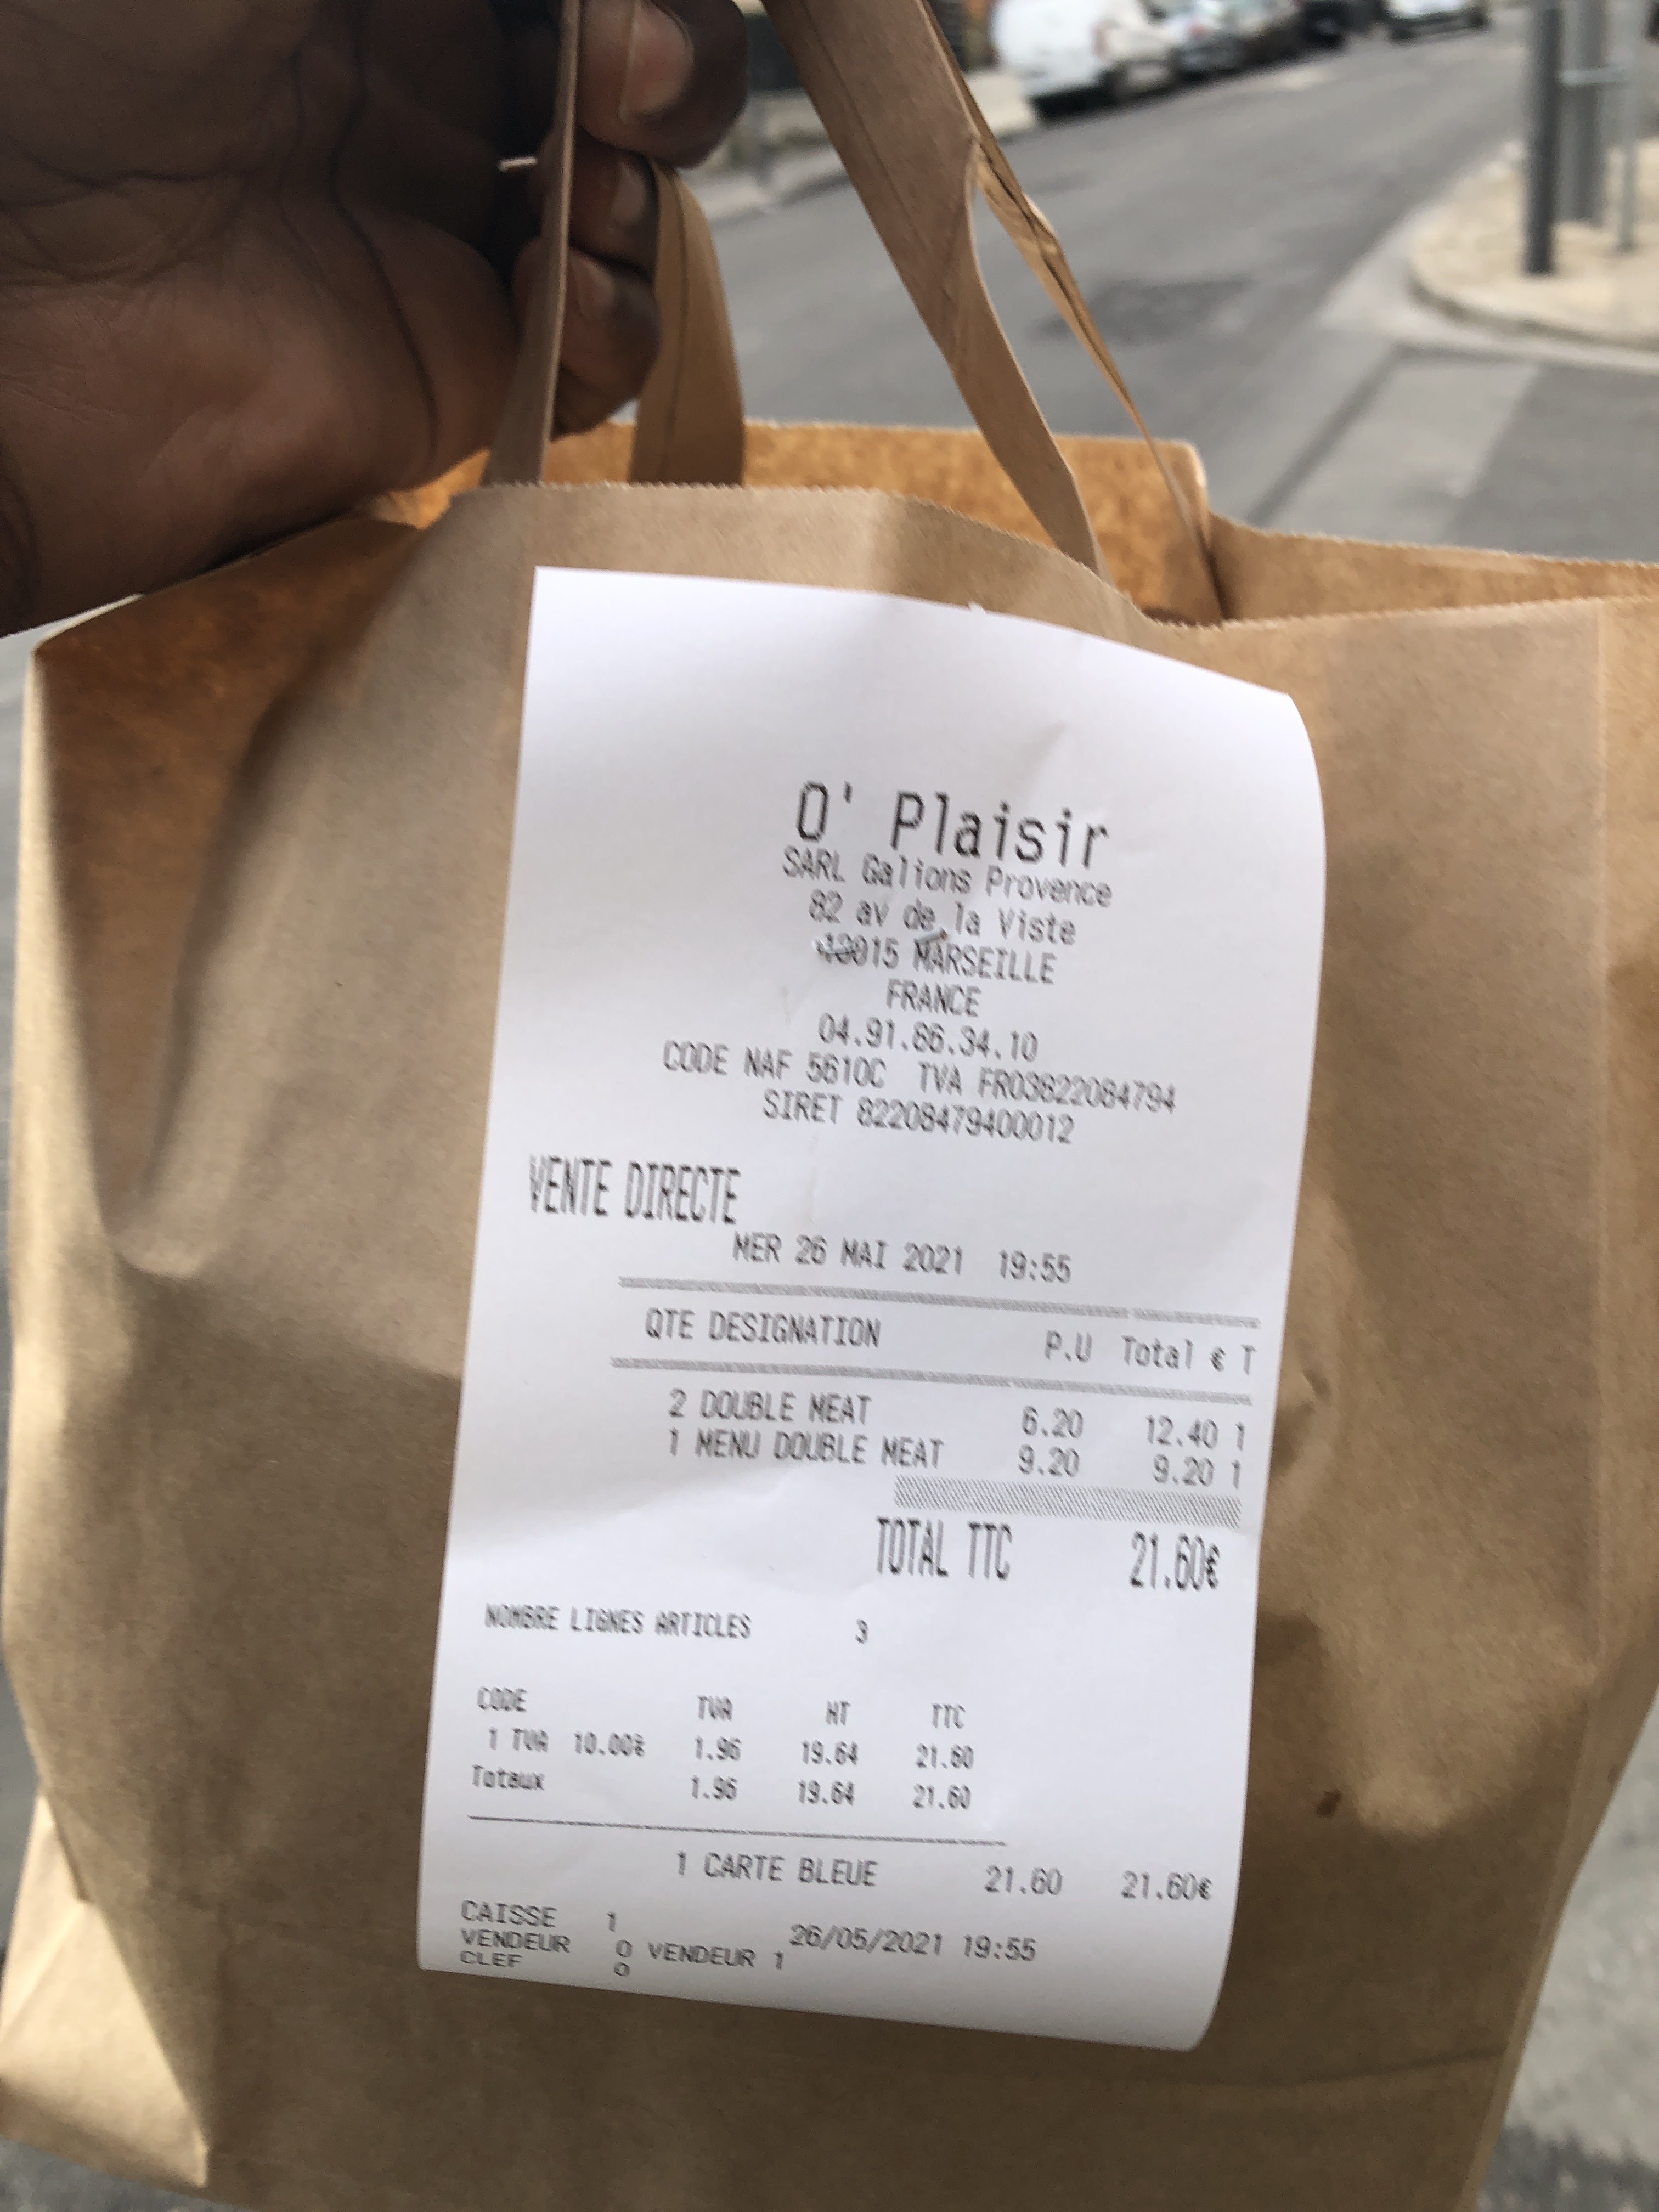 O' Plaisir
SARL Galions Provence
82 av de la Viste
13015 MARSEILLE
FRANCE
04.91.86.34.10
CODE NAF 5610C TVA FR03822084794
SIRET 82208479400012
VENTE DIRECTE
MER 26 MAI 2021 19:55
QTE DESIGNATION P.U Total € T
2 DOUBLE MEAT 6.20 12.40 1
1 MENU DOUBLE MEAT 9.20 9.20 1
TOTAL TTC 21.60€
NOMBRE LIGNES ARTICLES 3
CODE TVA HT TTC
1 TVA 10.00% 1.96 19.64 21.60
Totaux 1.96 19.64 21.60
1 CARTE BLEUE 21.60 21.60€
CAISSE 1 26/05/2021 19:55
VENDEUR 0 VENDEUR 1
CLEF 0